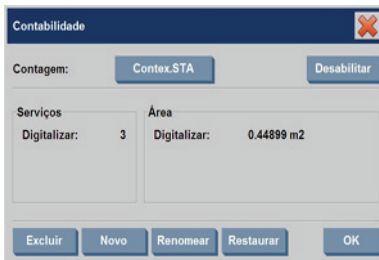 Contabilidade
Contagem: Contex.STA Desabilitar
Serviços Área
Digitalizar: 3 Digitalizar: 0.44899 m2
Excluir Novo Renomear Restaurar OK